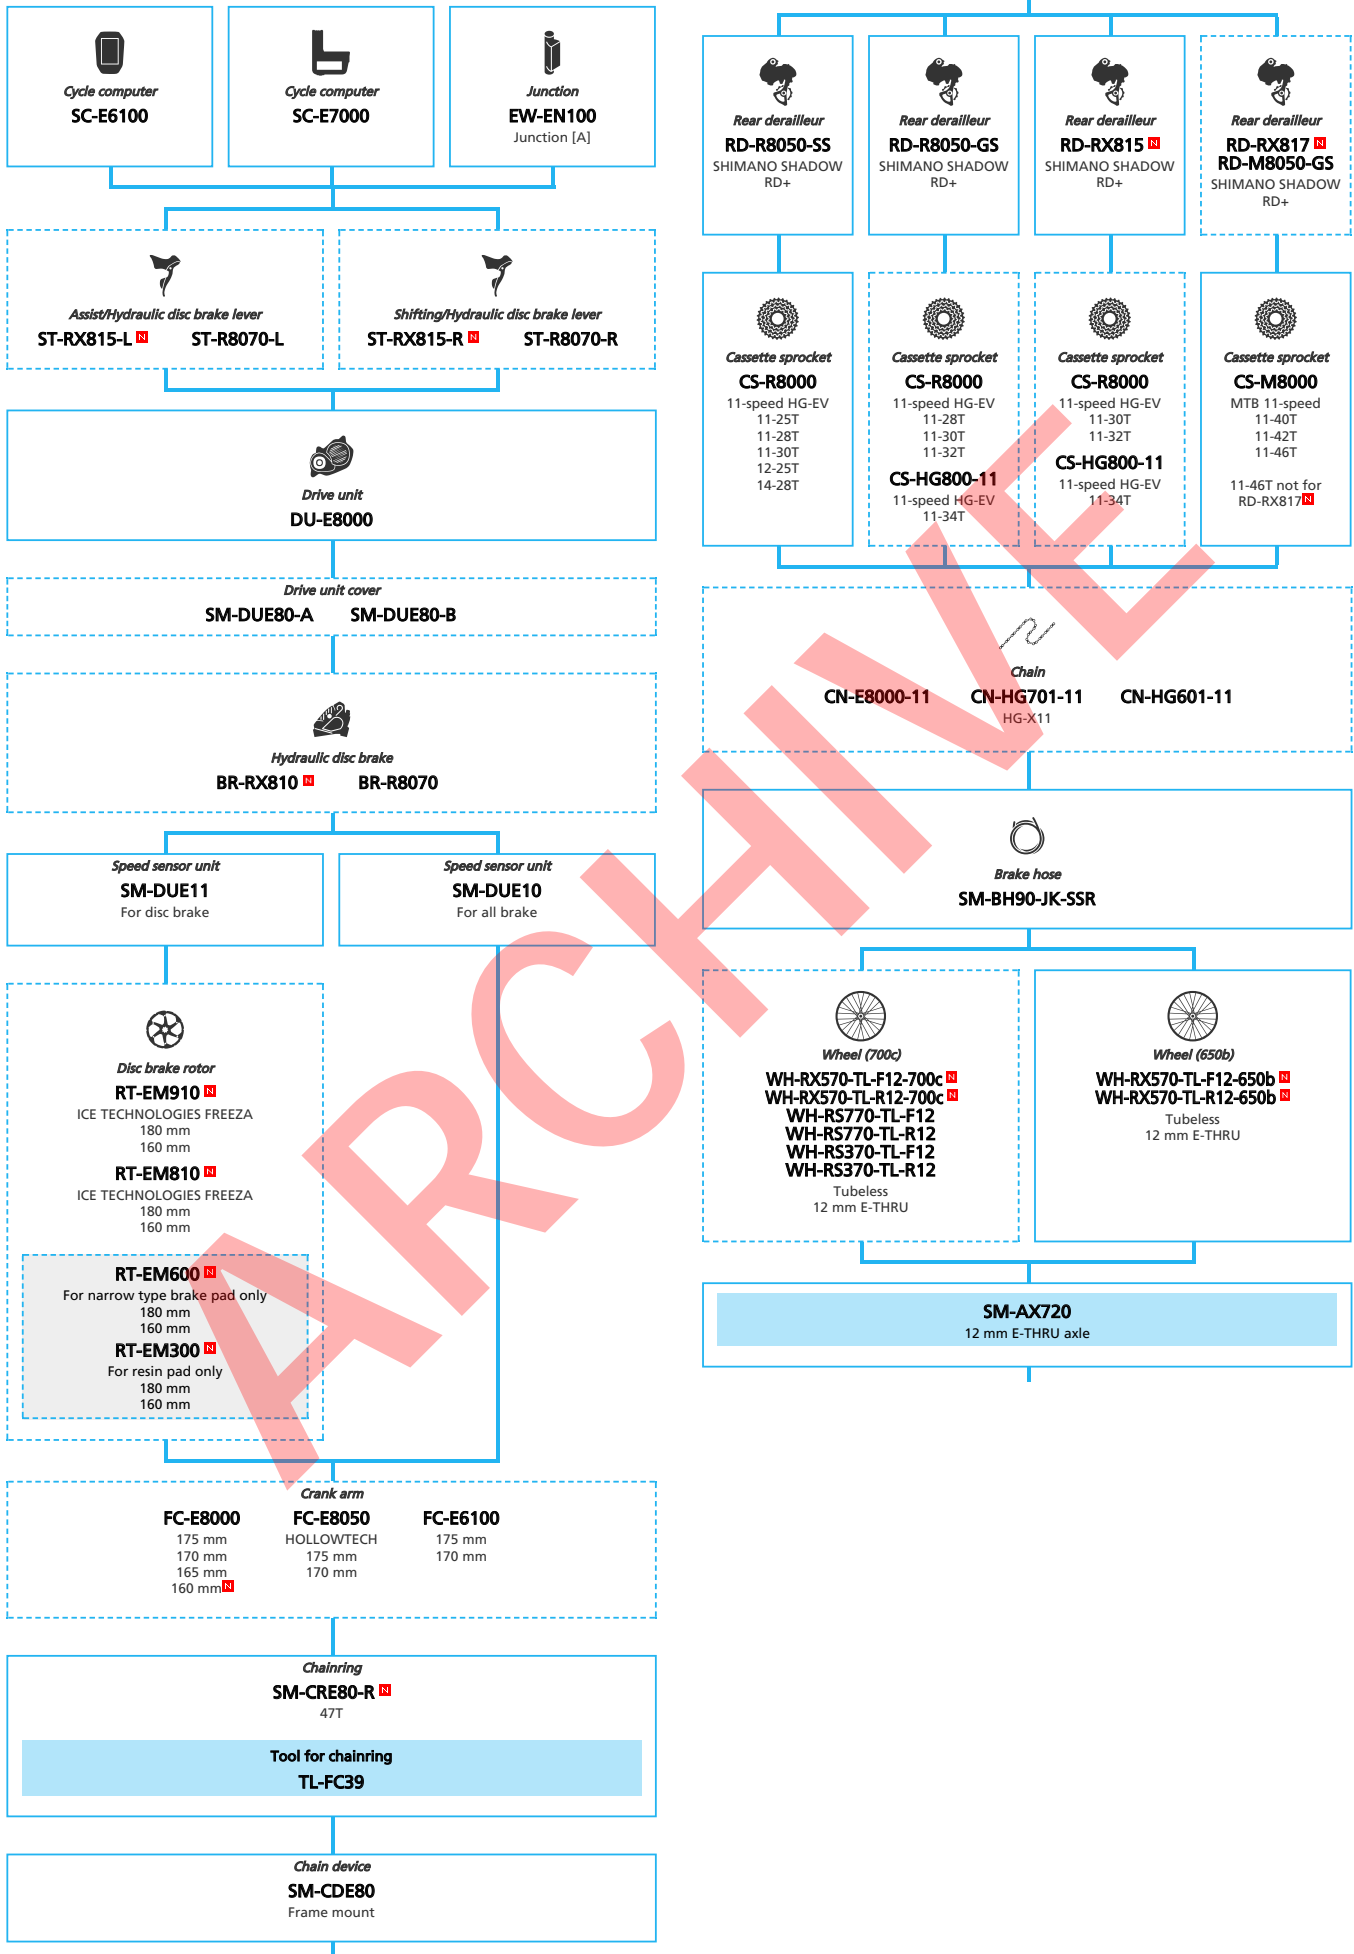 Cycle computer
SC-E6100
Cycle computer
SC-E7000
Junction
EW-EN100
Junction [A]
Assist/Hydraulic disc brake lever
ST-RX815-L N ST-R8070-L
Shifting/Hydraulic disc brake lever
ST-RX815-R N ST-R8070-R
Drive unit
DU-E8000
Drive unit cover
SM-DUE80-A SM-DUE80-B
Hydraulic disc brake
BR-RX810 N BR-R8070
Speed sensor unit
SM-DUE11
For disc brake
Speed sensor unit
SM-DUE10
For all brake
Disc brake rotor
RT-EM910 N
ICE TECHNOLOGIES FREEZA
180 mm
160 mm
RT-EM810 N
ICE TECHNOLOGIES FREEZA
180 mm
160 mm
RT-EM600 N
For narrow type brake pad only
180 mm
160 mm
RT-EM300 N
For resin pad only
180 mm
160 mm
Crank arm
FC-E8000
175 mm
170 mm
165 mm
160 mm N
FC-E8050
HOLLOWTECH
175 mm
170 mm
FC-E6100
175 mm
170 mm
Chainring
SM-CRE80-R N
47T
Tool for chainring
TL-FC39
Chain device
SM-CDE80
Frame mount
Rear derailleur
RD-R8050-SS
SHIMANO SHADOW
RD+
Rear derailleur
RD-R8050-GS
SHIMANO SHADOW
RD+
Rear derailleur
RD-RX815 N
SHIMANO SHADOW
RD+
Rear derailleur
RD-RX817 N
RD-M8050-GS
SHIMANO SHADOW
RD+
Cassette sprocket
CS-R8000
11-speed HG-EV
11-25T
11-28T
11-30T
12-25T
14-28T
Cassette sprocket
CS-R8000
11-speed HG-EV
11-28T
11-30T
11-32T
CS-HG800-11
11-speed HG-EV
11-34T
Cassette sprocket
CS-R8000
11-speed HG-EV
11-30T
11-32T
CS-HG800-11
11-speed HG-EV
11-34T
Cassette sprocket
CS-M8000
MTB 11-speed
11-40T
11-42T
11-46T
11-46T not for
RD-RX817 N
Chain
CN-E8000-11 CN-HG701-11 CN-HG601-11
HG-X11
Brake hose
SM-BH90-JK-SSR
Wheel (700c)
WH-RX570-TL-F12-700c N
WH-RX570-TL-R12-700c N
WH-RS770-TL-F12
WH-RS770-TL-R12
WH-RS370-TL-F12
WH-RS370-TL-R12
Tubeless
12 mm E-THRU
Wheel (650b)
WH-RX570-TL-F12-650b N
WH-RX570-TL-R12-650b N
Tubeless
12 mm E-THRU
SM-AX720
12 mm E-THRU axle
ARCHIVE